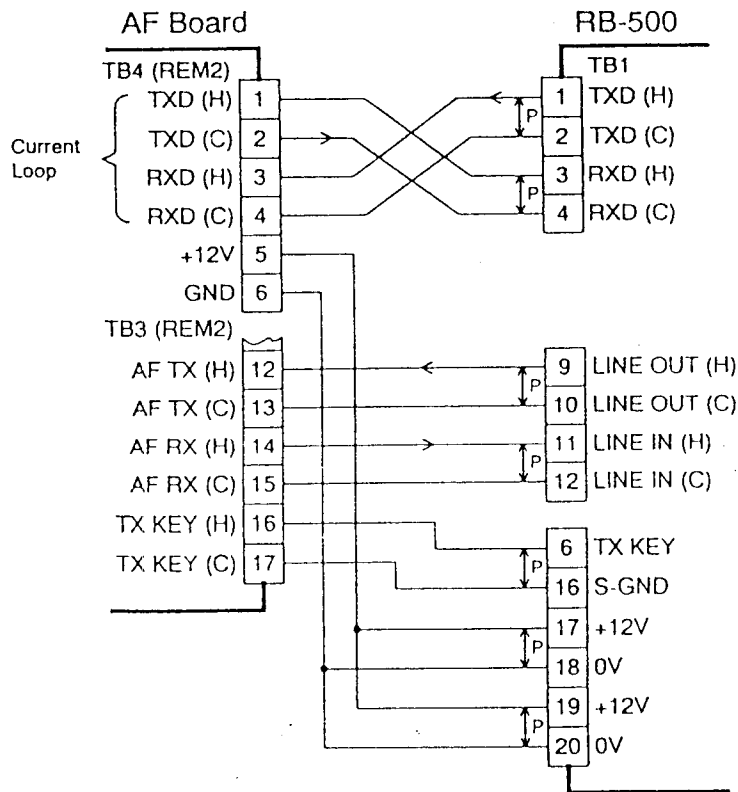 AF Board
RB-500
TB4 (REM2)
TB1
TXD (H) 1
1 TXD (H)
P
TXD (C) 2
2 TXD (C)
Current
Loop
RXD (H) 3
3 RXD (H)
P
RXD (C) 4
4 RXD (C)
+12V 5
GND 6
TB3 (REM2)
AF TX (H) 12
9 LINE OUT (H)
P
AF TX (C) 13
10 LINE OUT (C)
AF RX (H) 14
11 LINE IN (H)
P
AF RX (C) 15
12 LINE IN (C)
TX KEY (H) 16
6 TX KEY
P
TX KEY (C) 17
16 S-GND
17 +12V
P
18 0V
19 +12V
P
20 0V